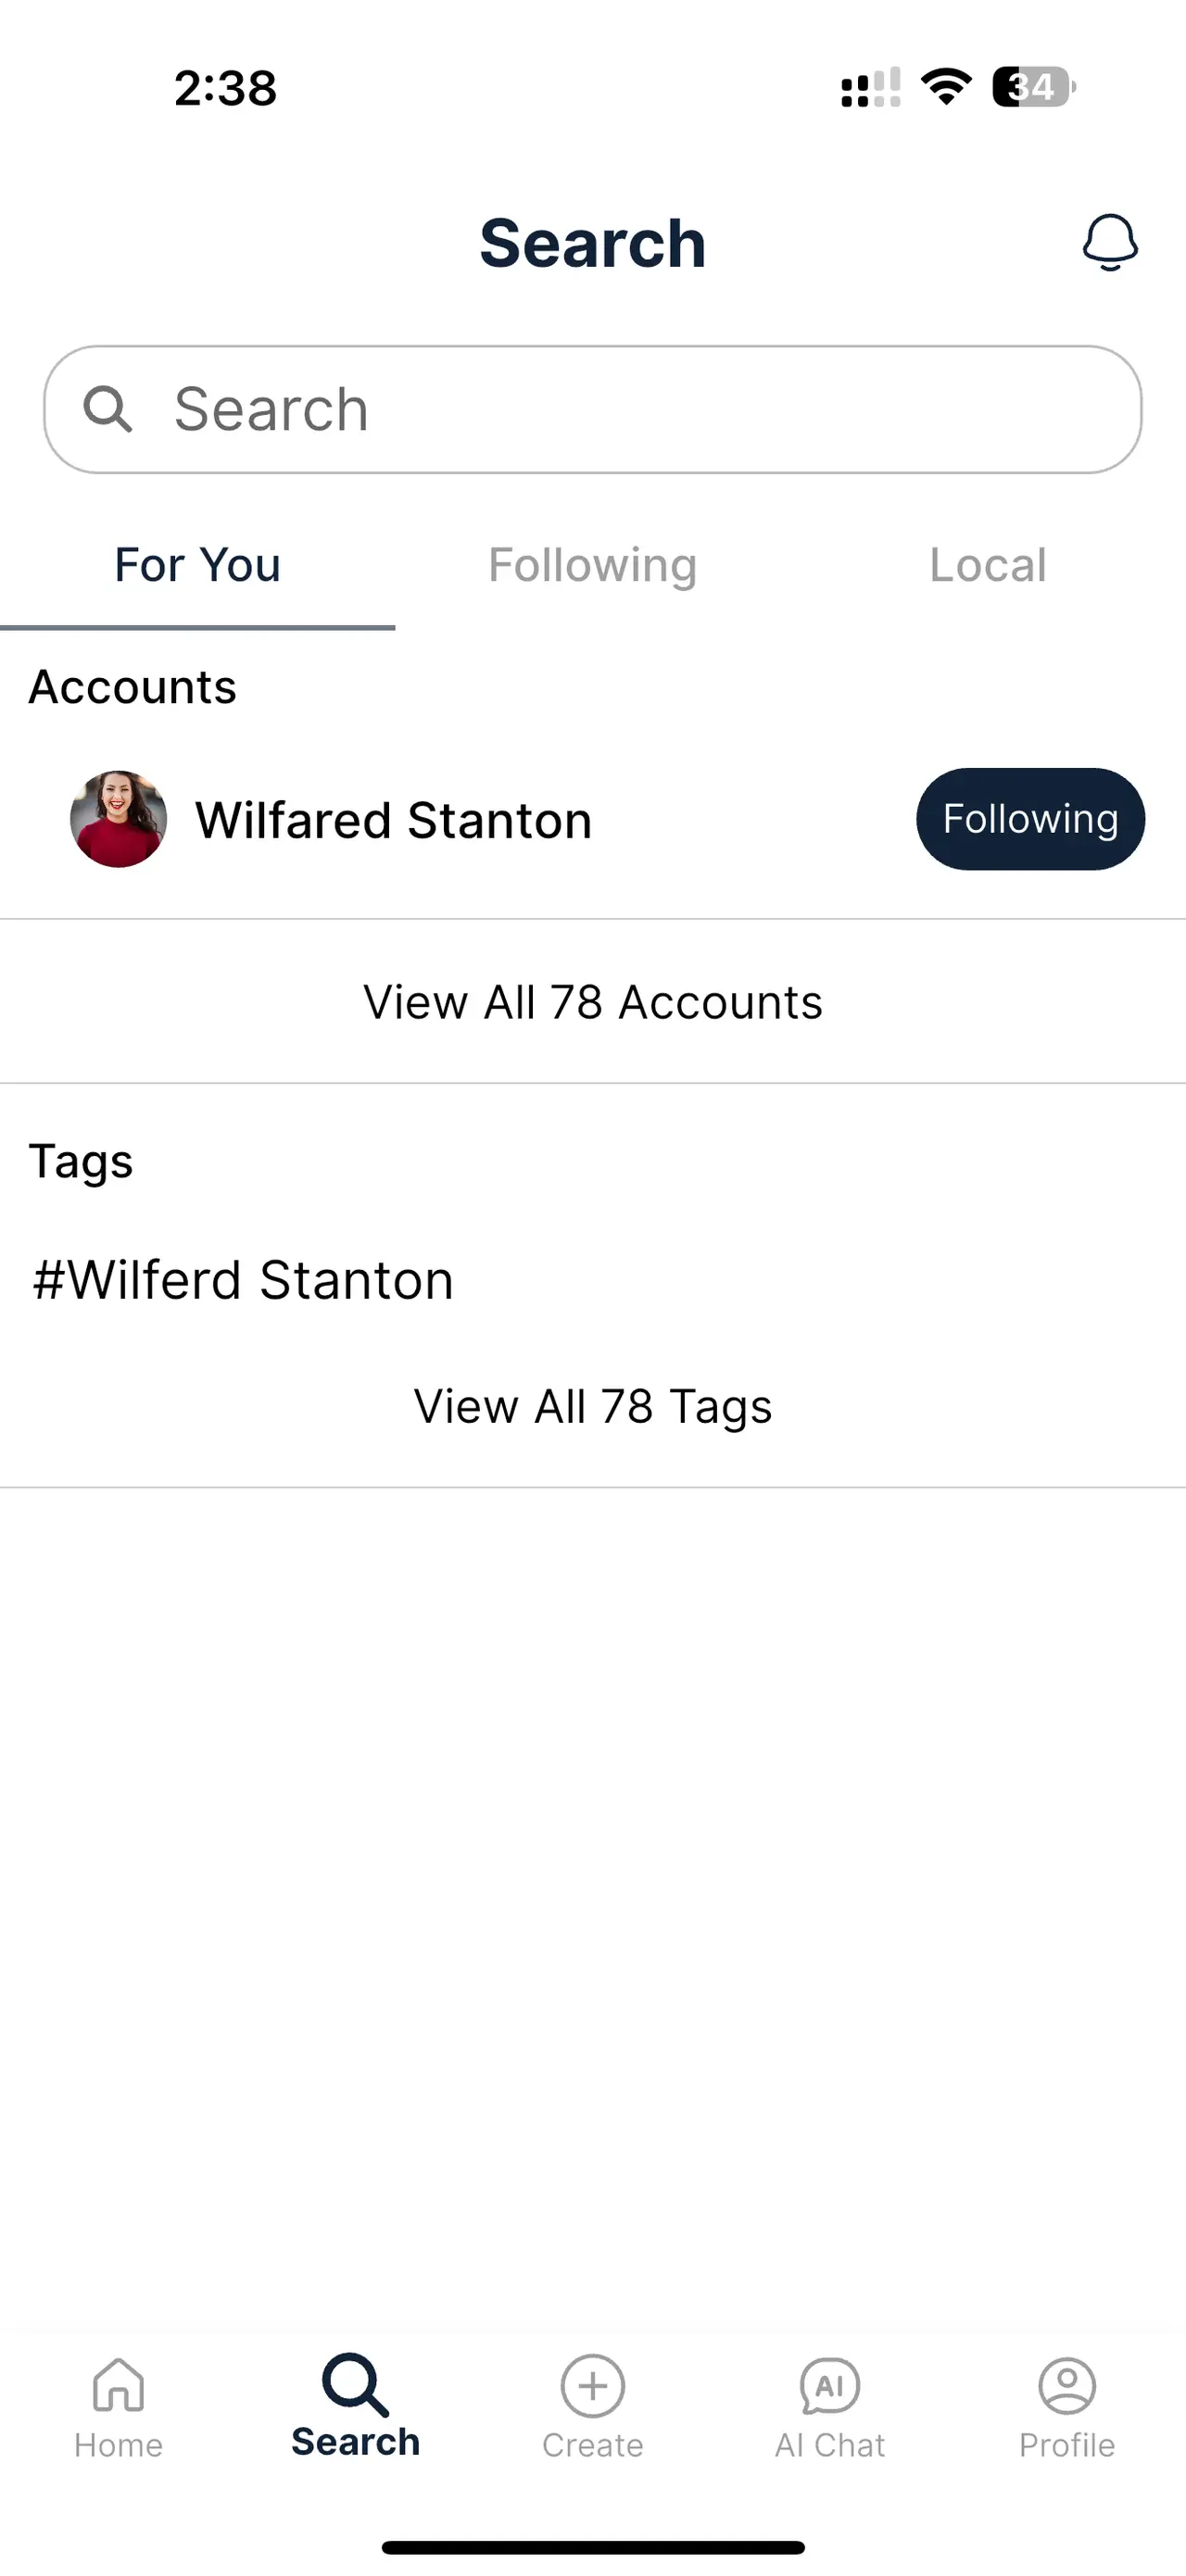 2:38
34
Search
Search
For You Following Local
Accounts
Wilfared Stanton Following
View All 78 Accounts
Tags
#Wilferd Stanton
View All 78 Tags
AI
Home Search Create AI Chat Profile